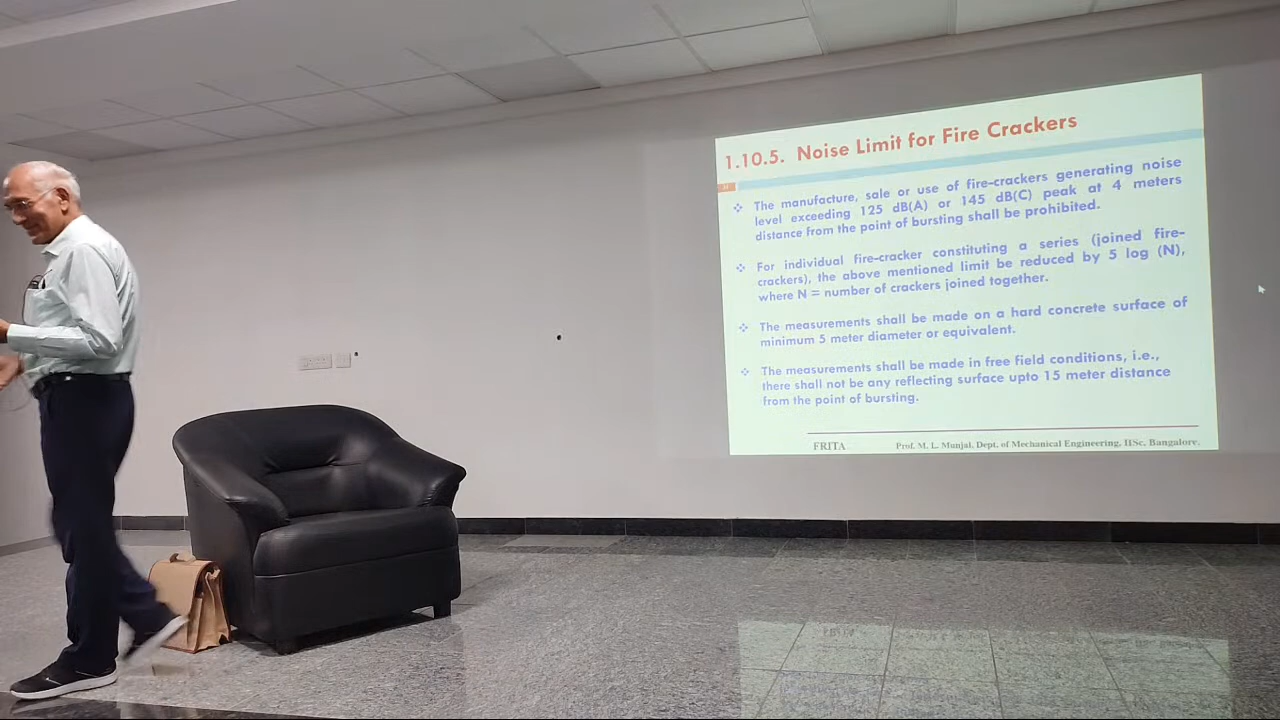 1.10.5. Noise Limit for Fire Crackers
The manufacture, sale or use of fire-crackers generating noise
level exceeding 125 dB(A) or 145 dB(C) peak at 4 meters
distance from the point of bursting shall be prohibited.
For individual fire-cracker constituting a series (joined fire-
crackers), the above mentioned limit be reduced by 5 log (N),
where N = number of crackers joined together.
The measurements shall be made on a hard concrete surface of
minimum 5 meter diameter or equivalent.
The measurements shall be made in free field conditions, i.e.,
there shall not be any reflecting surface upto 15 meter distance
from the point of bursting.
FRITA Prof. M. L. Munjal, Dept. of Mechanical Engineering, IISc, Bangalore.